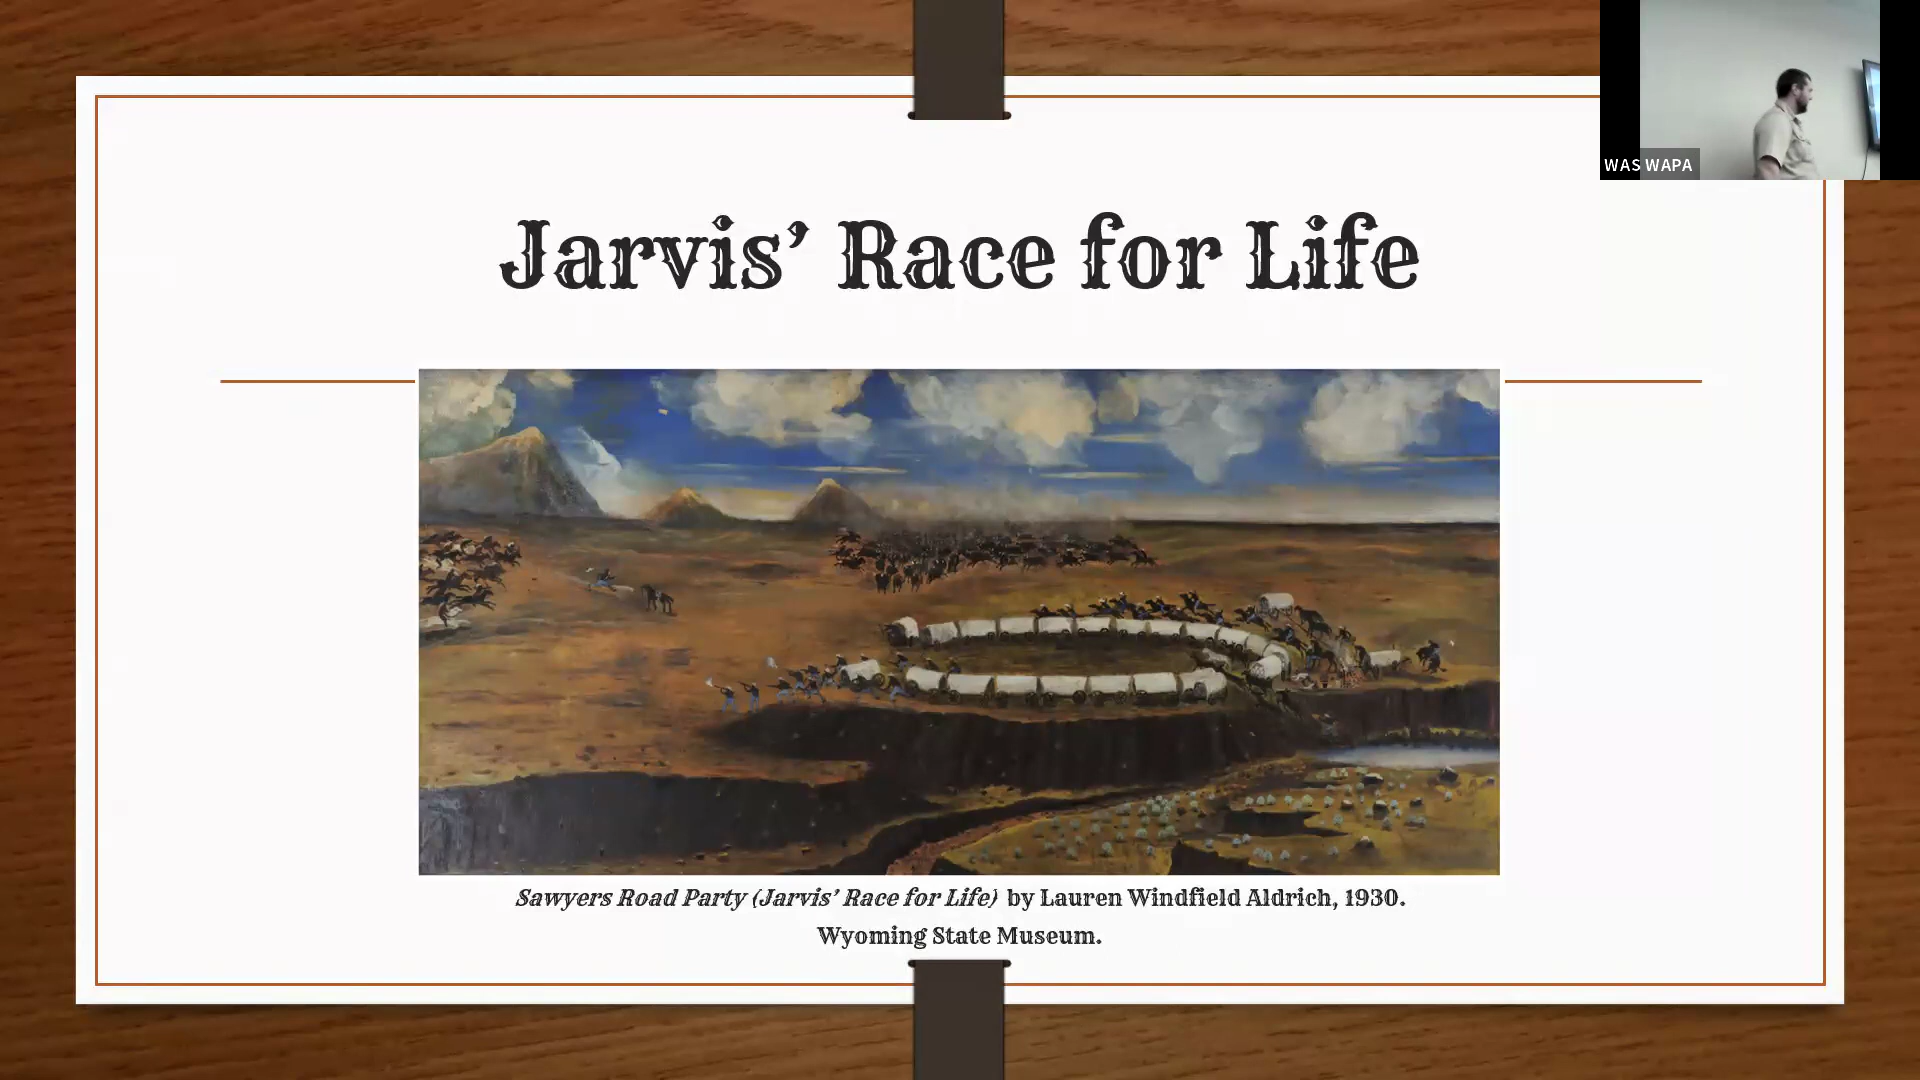 WAS WAPA
Jarvis’ Race for Life
Sawyers Road Party (Jarvis’ Race for Life) by Lauren Windfield Aldrich, 1930.
Wyoming State Museum.